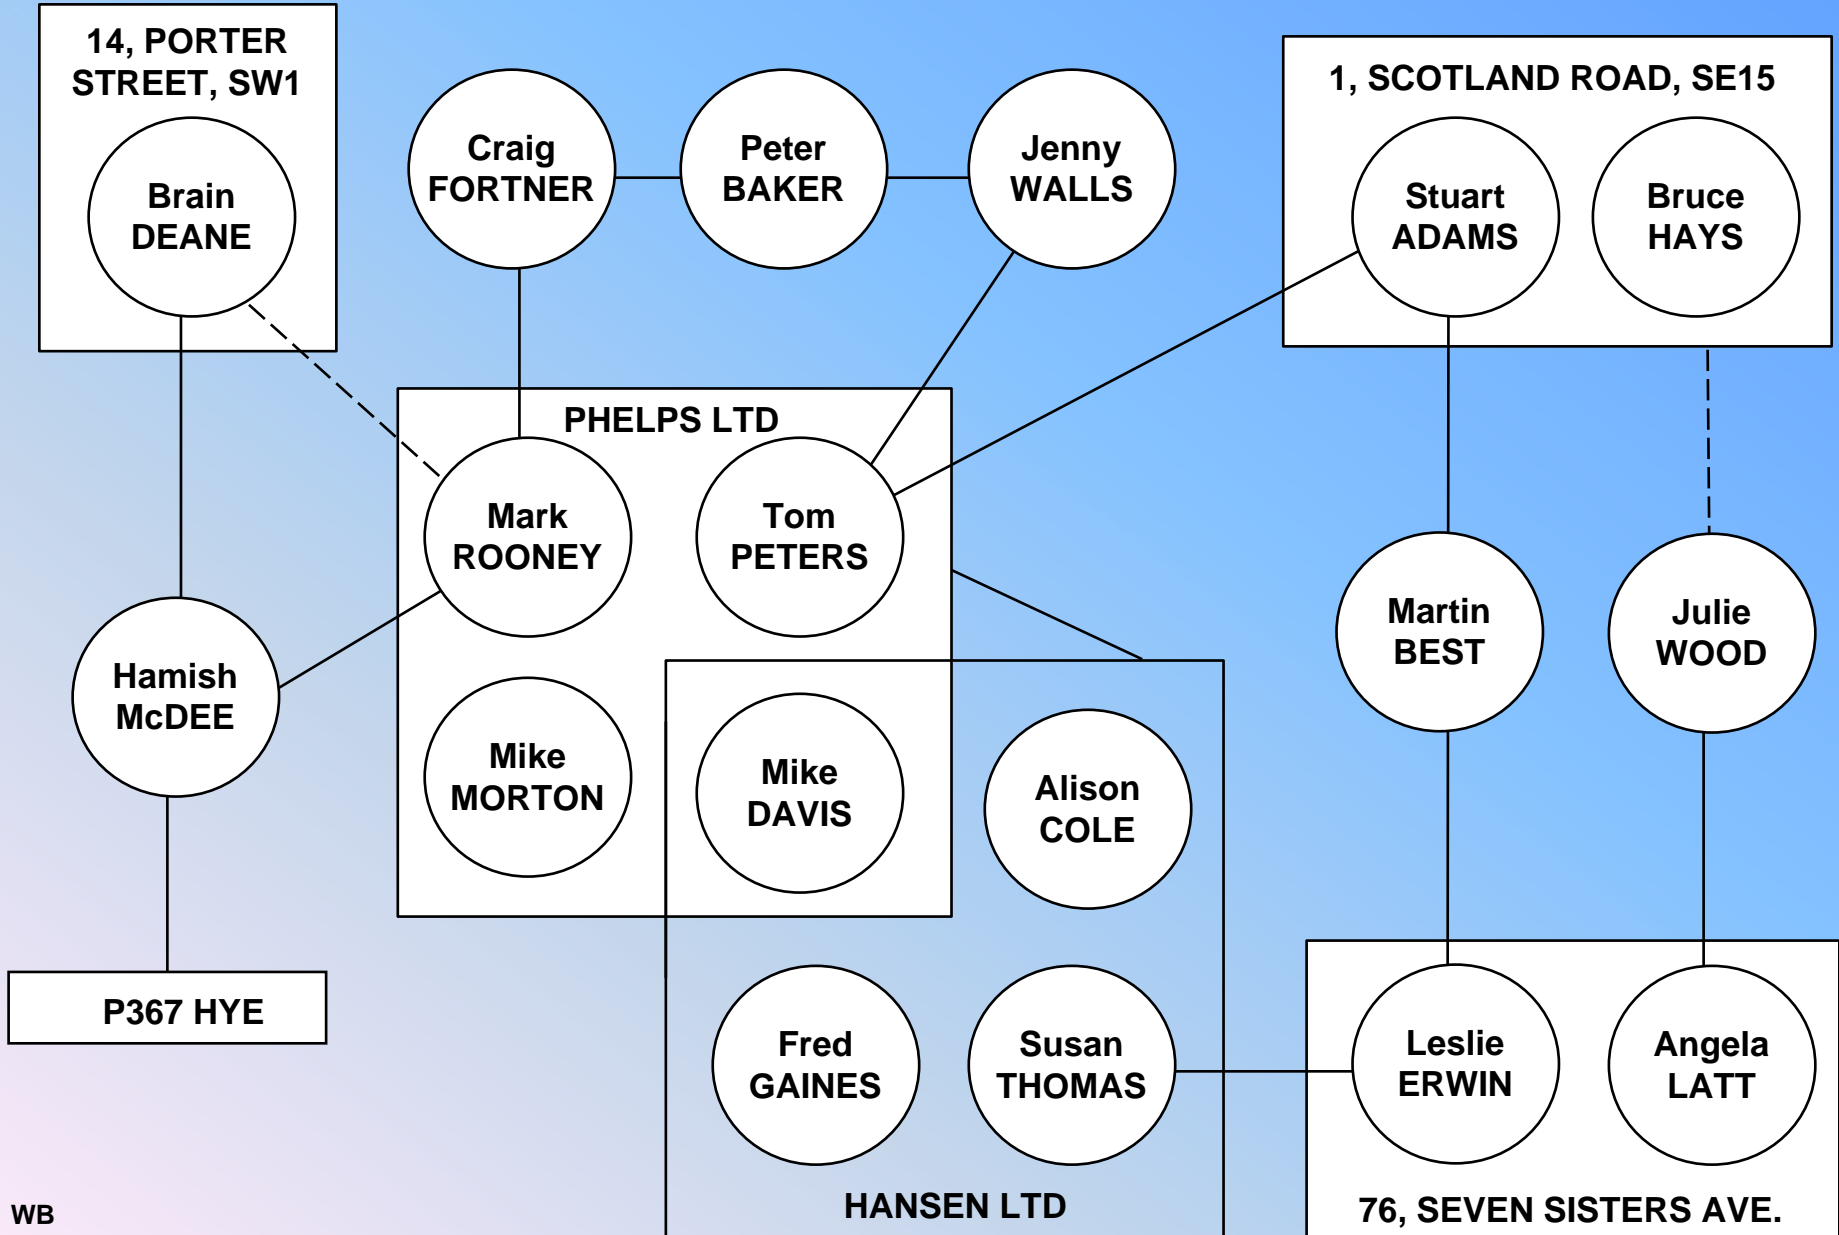 14, PORTER
STREET, SW1
Brain
DEANE
Craig
FORTNER
Peter
BAKER
Jenny
WALLS
1, SCOTLAND ROAD, SE15
Stuart
ADAMS
Bruce
HAYS
PHELPS LTD
Mark
ROONEY
Tom
PETERS
Hamish
McDEE
Mike
MORTON
Mike
DAVIS
Alison
COLE
Martin
BEST
Julie
WOOD
P367 HYE
Fred
GAINES
Susan
THOMAS
HANSEN LTD
Leslie
ERWIN
Angela
LATT
76, SEVEN SISTERS AVE.
WB